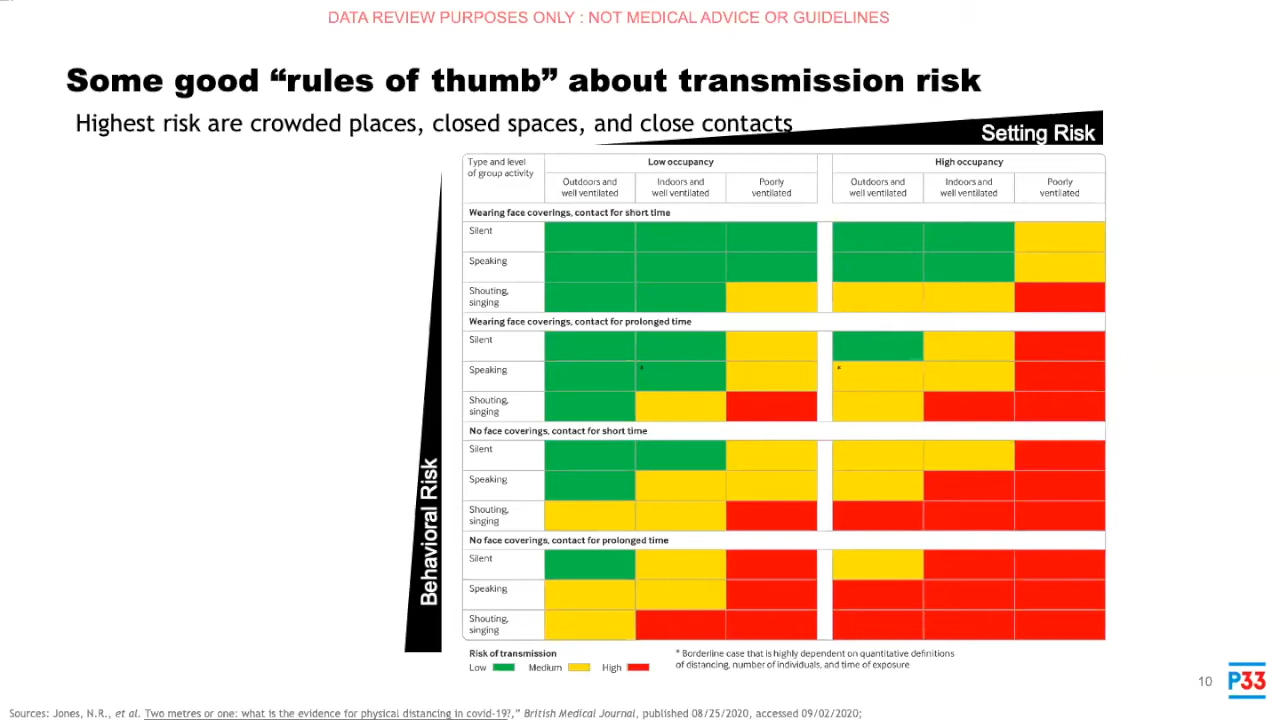 DATA REVIEW PURPOSES ONLY : NOT MEDICAL ADVICE OR GUIDELINES
Some good “rules of thumb” about transmission risk
Highest risk are crowded places, closed spaces, and close contacts
Setting Risk
Behavioral Risk
Type and level
of group activity
Low occupancy
High occupancy
Outdoors and
well ventilated
Indoors and
well ventilated
Poorly
ventilated
Outdoors and
well ventilated
Indoors and
well ventilated
Poorly
ventilated
Wearing face coverings, contact for short time
Silent
Speaking
Shouting,
singing
Wearing face coverings, contact for prolonged time
Silent
Speaking
*
*
Shouting,
singing
No face coverings, contact for short time
Silent
Speaking
Shouting,
singing
No face coverings, contact for prolonged time
Silent
Speaking
Shouting,
singing
Risk of transmission
Low Medium High
* Borderline case that is highly dependent on quantitative definitions
of distancing, number of individuals, and time of exposure
10
P33
Sources: Jones, N.R., et al. Two metres or one: what is the evidence for physical distancing in covid-19?,” British Medical Journal, published 08/25/2020, accessed 09/02/2020;